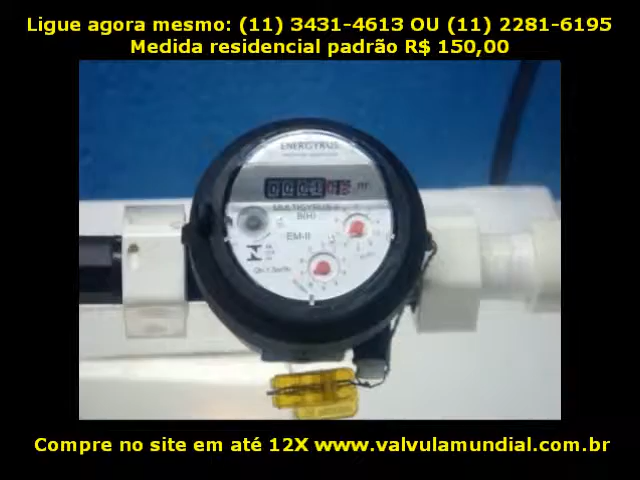 Ligue agora mesmo: (11) 3431-4613 OU (11) 2281-6195
Medida residencial padrão R$ 150,00
ENERGYRUS
m³
B(H)
EM-II
Compre no site em até 12X www.valvulamundial.com.br